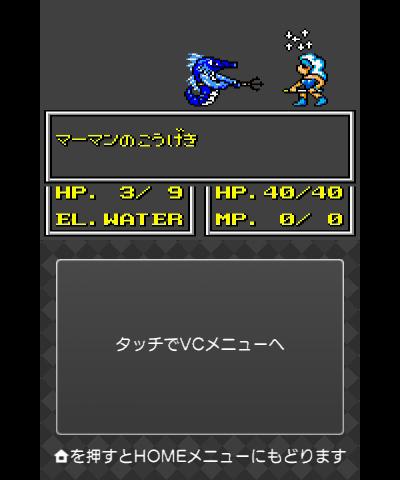 マーマンのこうげき
HP. 3/ 9
EL.WATER
HP.40/40
MP. 0/ 0
タッチでVCメニューへ
を押すとHOMEメニューにもどります